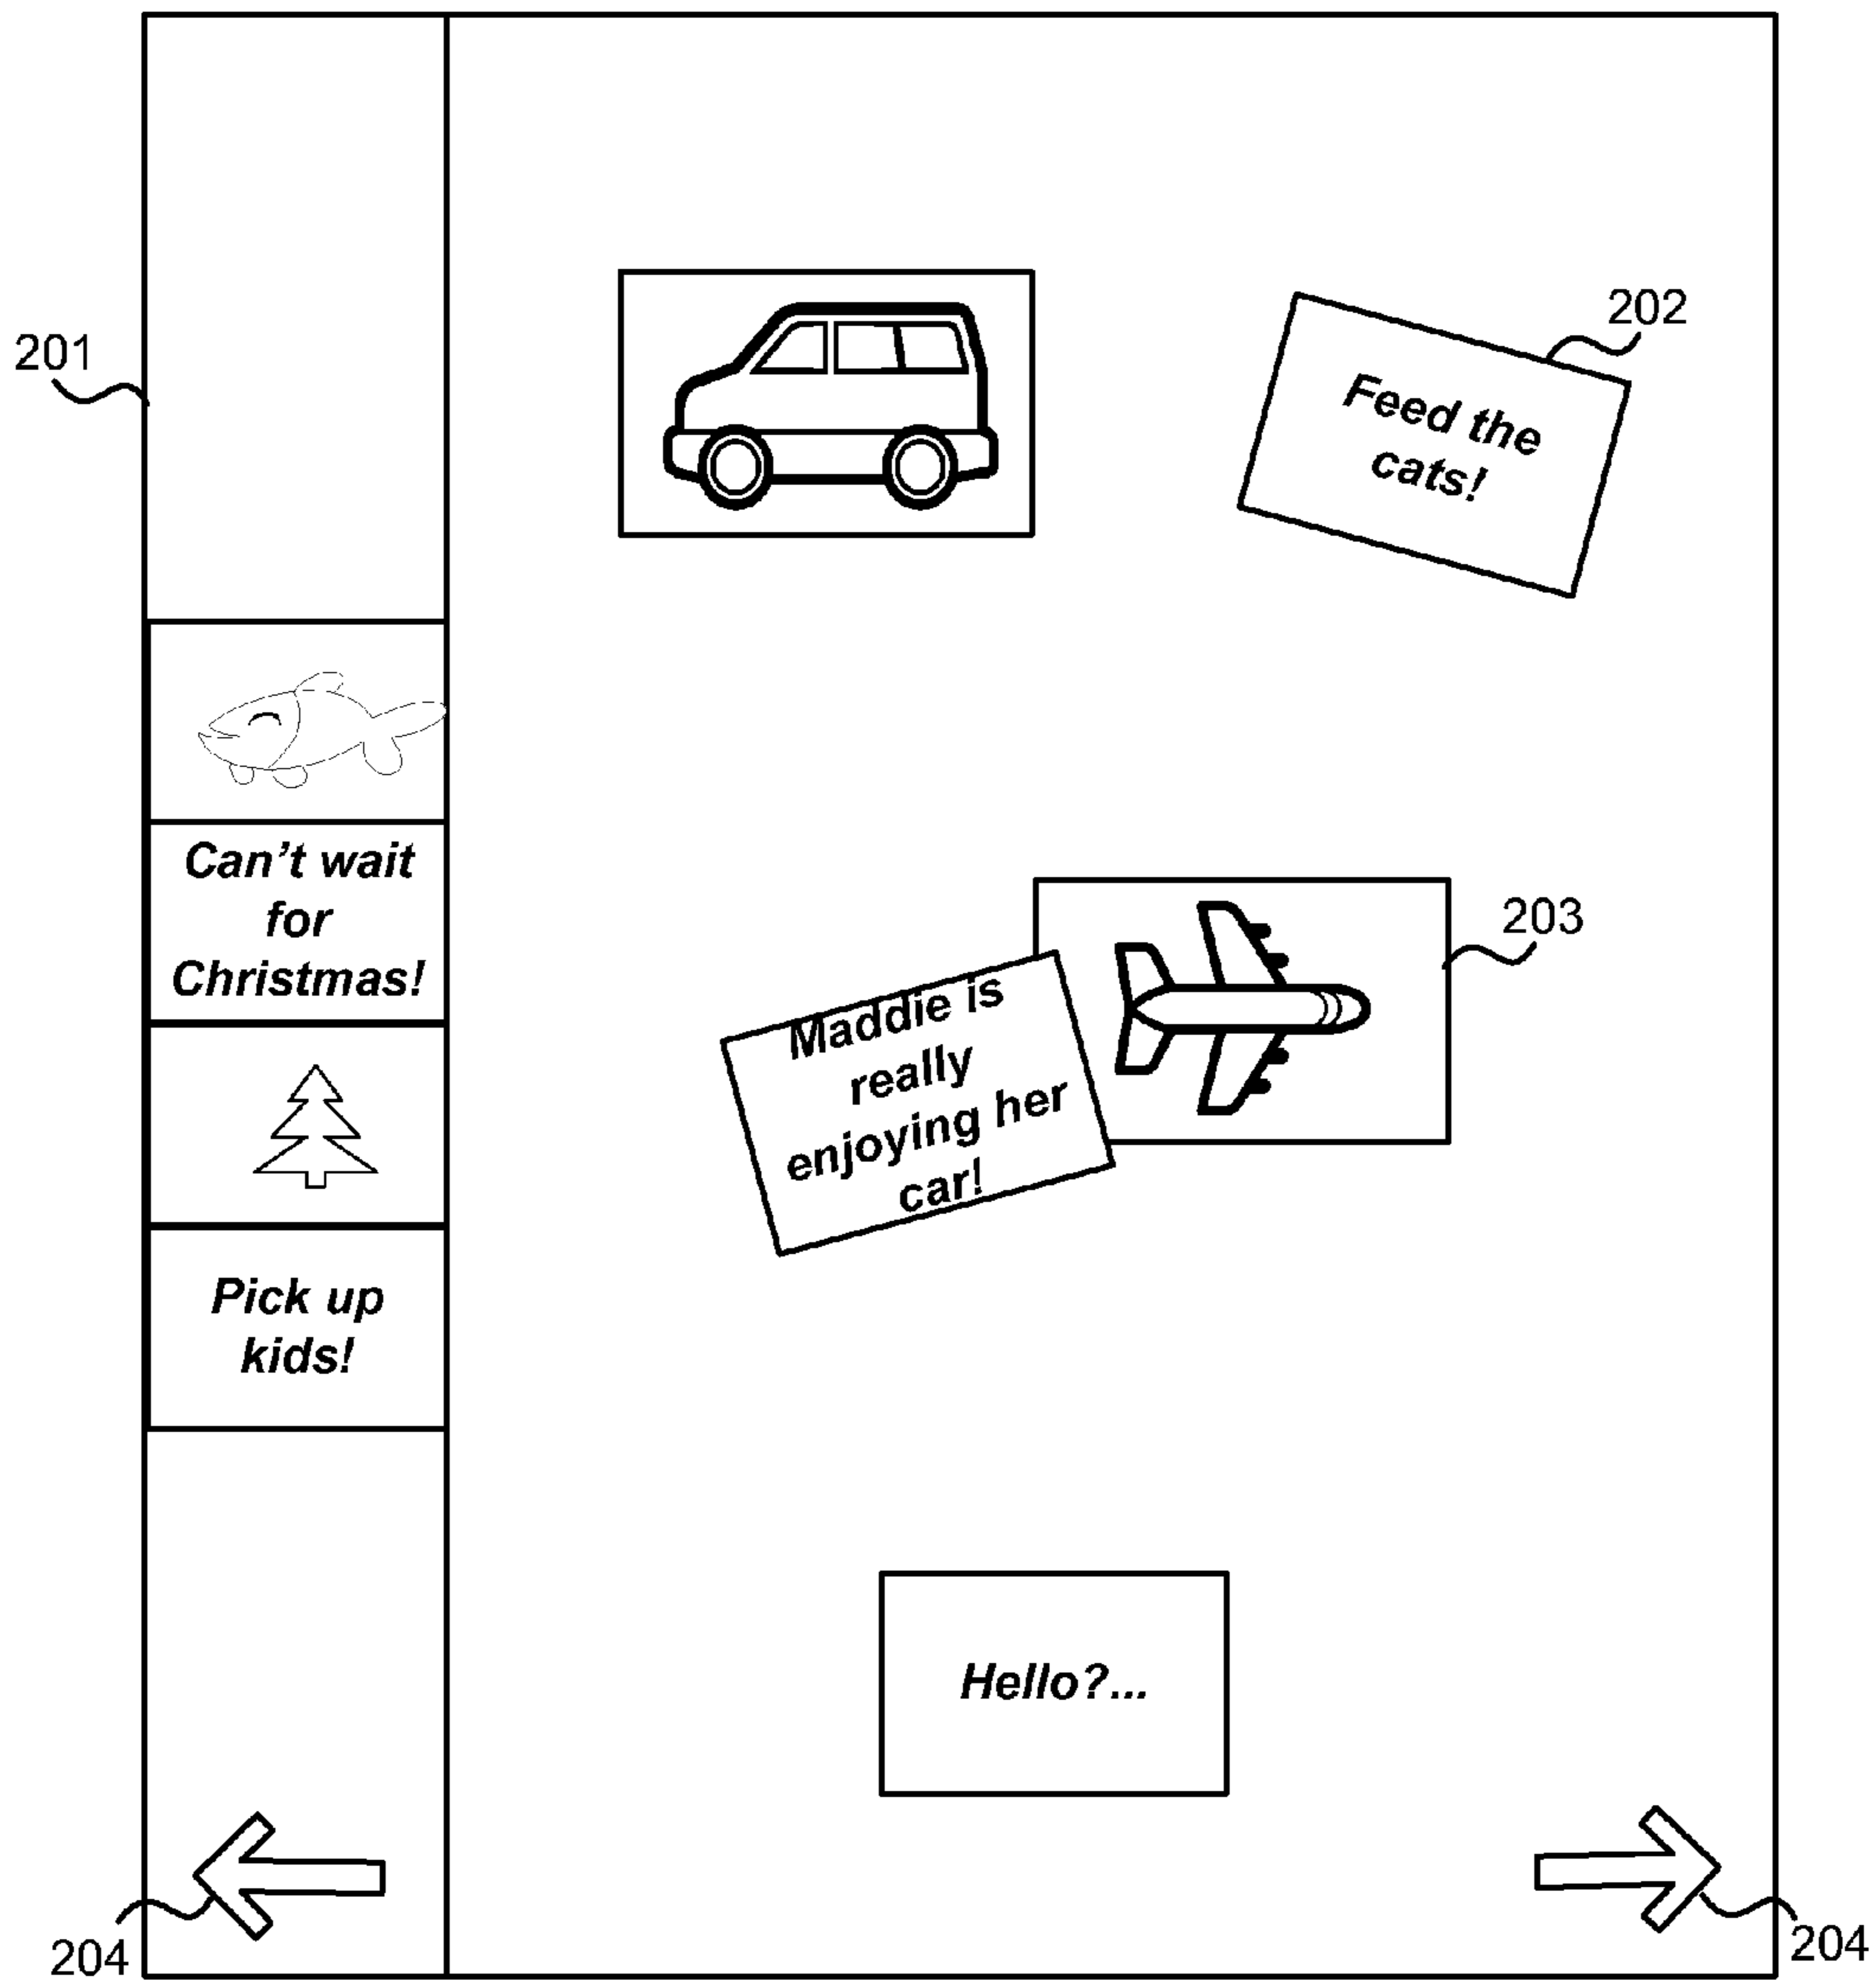 201
202
Feed the
cats!
Can't wait
for
Christmas!
203
Maddie is
really
enjoying her
car!
Pick up
kids!
Hello?...
204
204